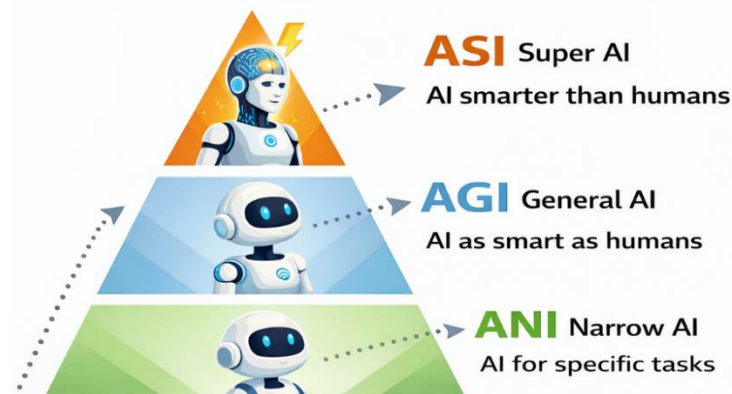 ASI Super AI
AI smarter than humans
AGI General AI
AI as smart as humans
ANI Narrow AI
AI for specific tasks